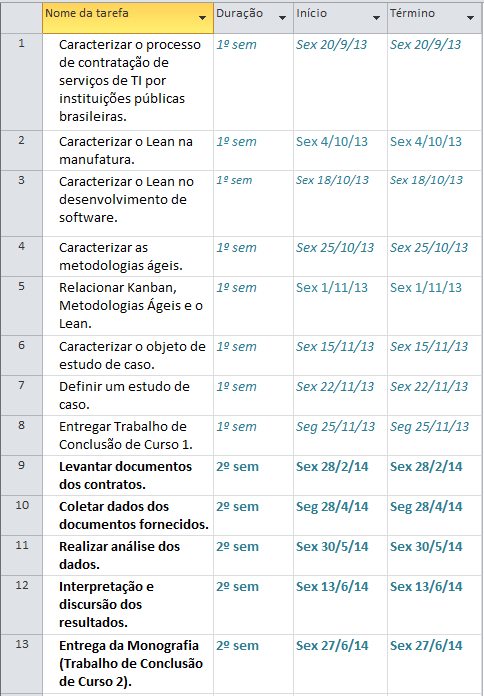 Nome da tarefa Duração Início Término
1 Caracterizar o processo 1º sem Sex 20/9/13 Sex 20/9/13
de contratação de
serviços de TI por
instituições públicas
brasileiras.
2 Caracterizar o Lean na 1º sem Sex 4/10/13 Sex 4/10/13
manufatura.
3 Caracterizar o Lean no 1º sem Sex 18/10/13 Sex 18/10/13
desenvolvimento de
software.
4 Caracterizar as 1º sem Sex 25/10/13 Sex 25/10/13
metodologias ágeis.
5 Relacionar Kanban, 1º sem Sex 1/11/13 Sex 1/11/13
Metodologias Ágeis e o
Lean.
6 Caracterizar o objeto de 1º sem Sex 15/11/13 Sex 15/11/13
estudo de caso.
7 Definir um estudo de 1º sem Sex 22/11/13 Sex 22/11/13
caso.
8 Entregar Trabalho de 1º sem Seg 25/11/13 Seg 25/11/13
Conclusão de Curso 1.
9 Levantar documentos 2º sem Sex 28/2/14 Sex 28/2/14
dos contratos.
10 Coletar dados dos 2º sem Seg 28/4/14 Seg 28/4/14
documentos fornecidos.
11 Realizar análise dos 2º sem Sex 30/5/14 Sex 30/5/14
dados.
12 Interpretação e 2º sem Sex 13/6/14 Sex 13/6/14
discursão dos
resultados.
13 Entrega da Monografia 2º sem Sex 27/6/14 Sex 27/6/14
(Trabalho de Conclusão
de Curso 2).